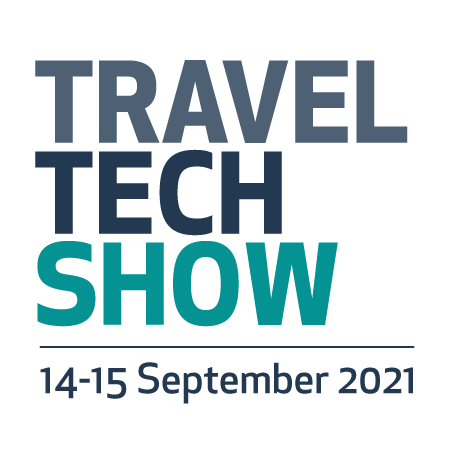 TRAVEL
TECH
SHOW
14-15 September 2021